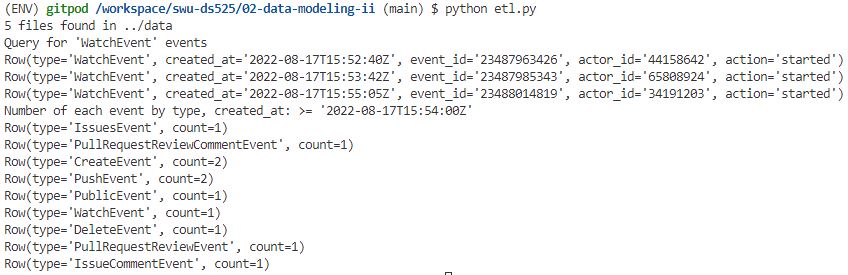 (ENV) gitpod /workspace/swu-ds525/02-data-modeling-ii (main) $ python etl.py
5 files found in ../data
Query for 'WatchEvent' events
Row(type='WatchEvent', created_at='2022-08-17T15:52:40Z', event_id='23487963426', actor_id='44158642', action='started')
Row(type='WatchEvent', created_at='2022-08-17T15:53:42Z', event_id='23487985343', actor_id='65808924', action='started')
Row(type='WatchEvent', created_at='2022-08-17T15:55:05Z', event_id='23488014819', actor_id='34191203', action='started')
Number of each event by type, created_at: >= '2022-08-17T15:54:00Z'
Row(type='IssuesEvent', count=1)
Row(type='PullRequestReviewCommentEvent', count=1)
Row(type='CreateEvent', count=2)
Row(type='PushEvent', count=2)
Row(type='PublicEvent', count=1)
Row(type='WatchEvent', count=1)
Row(type='DeleteEvent', count=1)
Row(type='PullRequestReviewEvent', count=1)
Row(type='IssueCommentEvent', count=1)